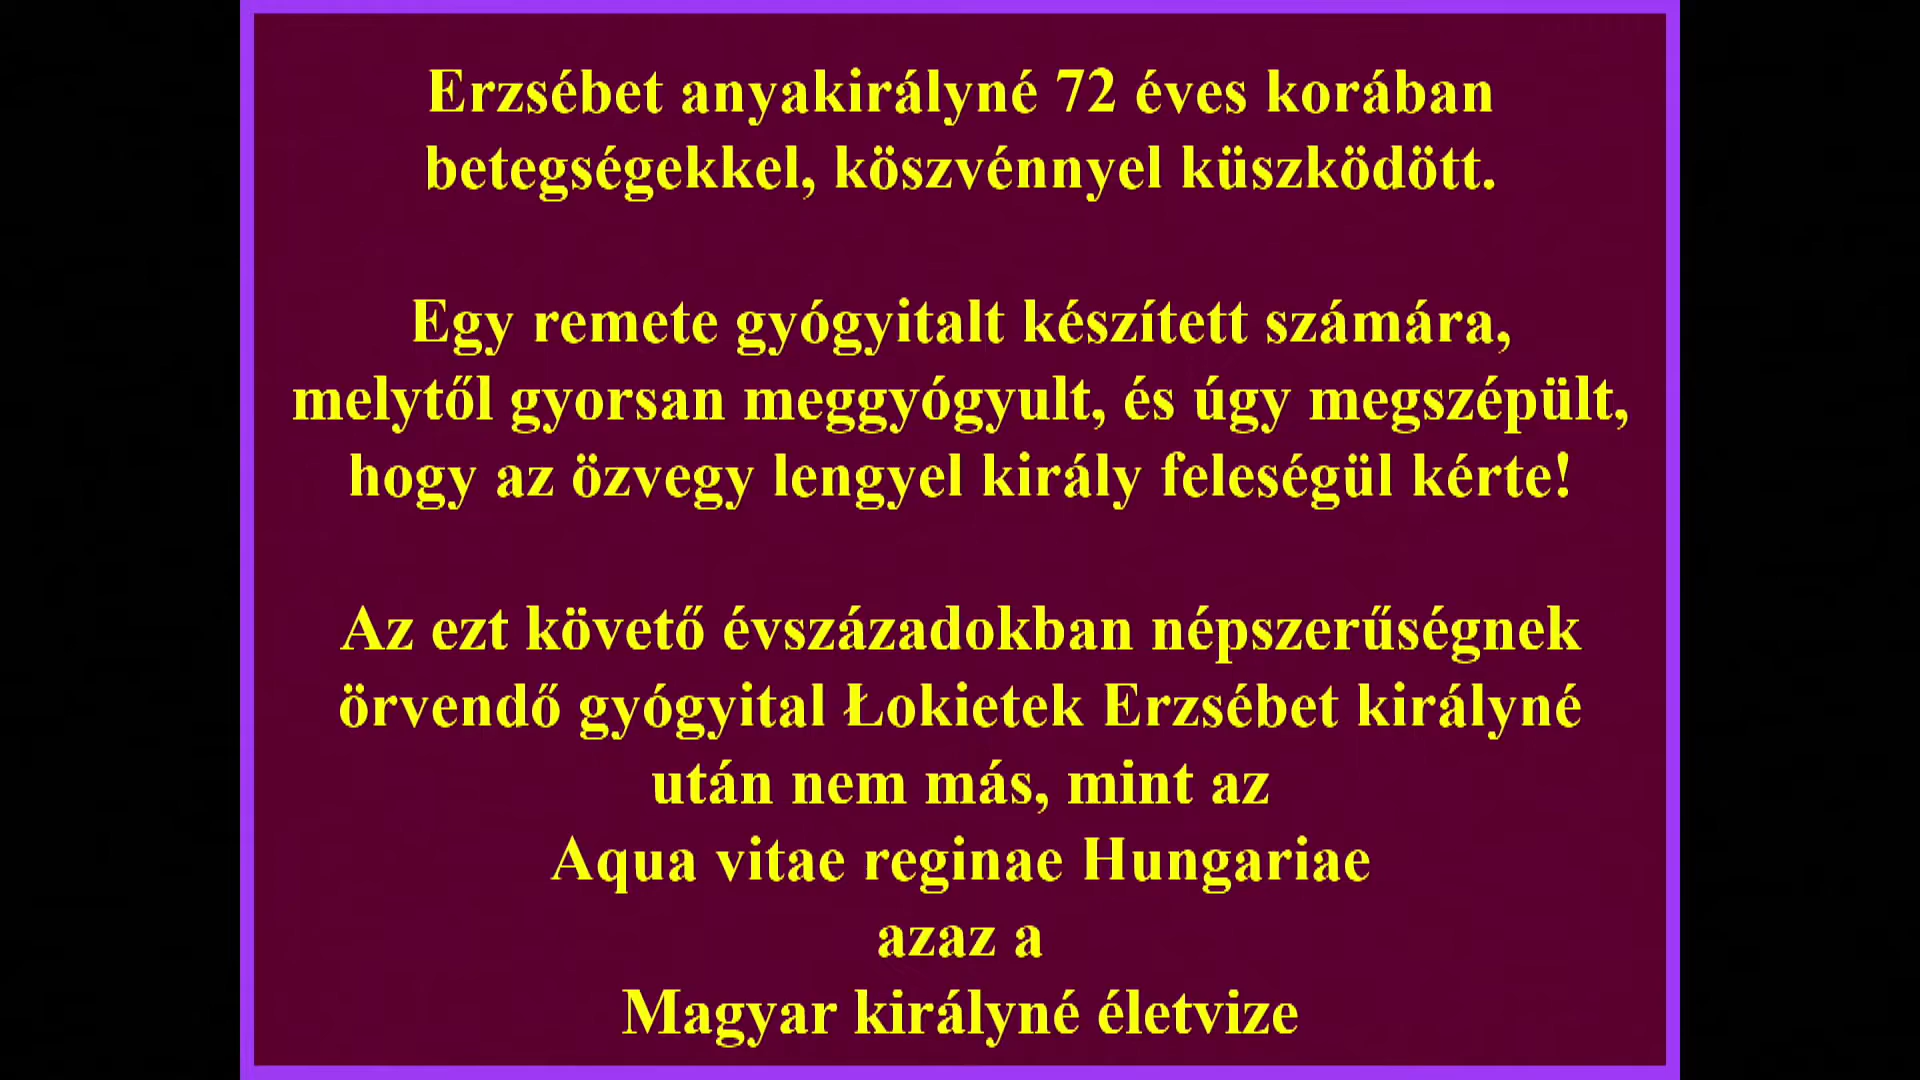 Erzsébet anyakirályné 72 éves korában
betegségekkel, köszvénnyel küszködött.
Egy remete gyógyitalt készített számára,
melytől gyorsan meggyógyult, és úgy megszépült,
hogy az özvegy lengyel király feleségül kérte!
Az ezt követő évszázadokban népszerűségnek
örvendő gyógyital Łokietek Erzsébet királyné
után nem más, mint az
Aqua vitae reginae Hungariae
azaz a
Magyar királyné életvize